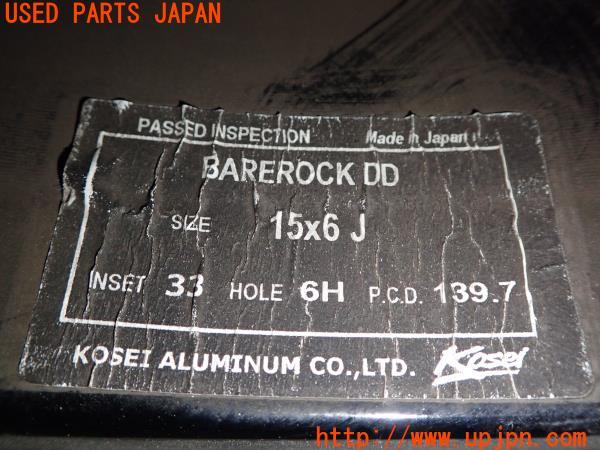 USED PARTS JAPAN
PASSED INSPECTION Made in Japan
BAREROCK DD
SIZE 15x6 J
INSET 33 HOLE 6H P.C.D. 139.7
KOSEI ALUMINUM CO.,LTD. Kosei
http://www.upjpn.com